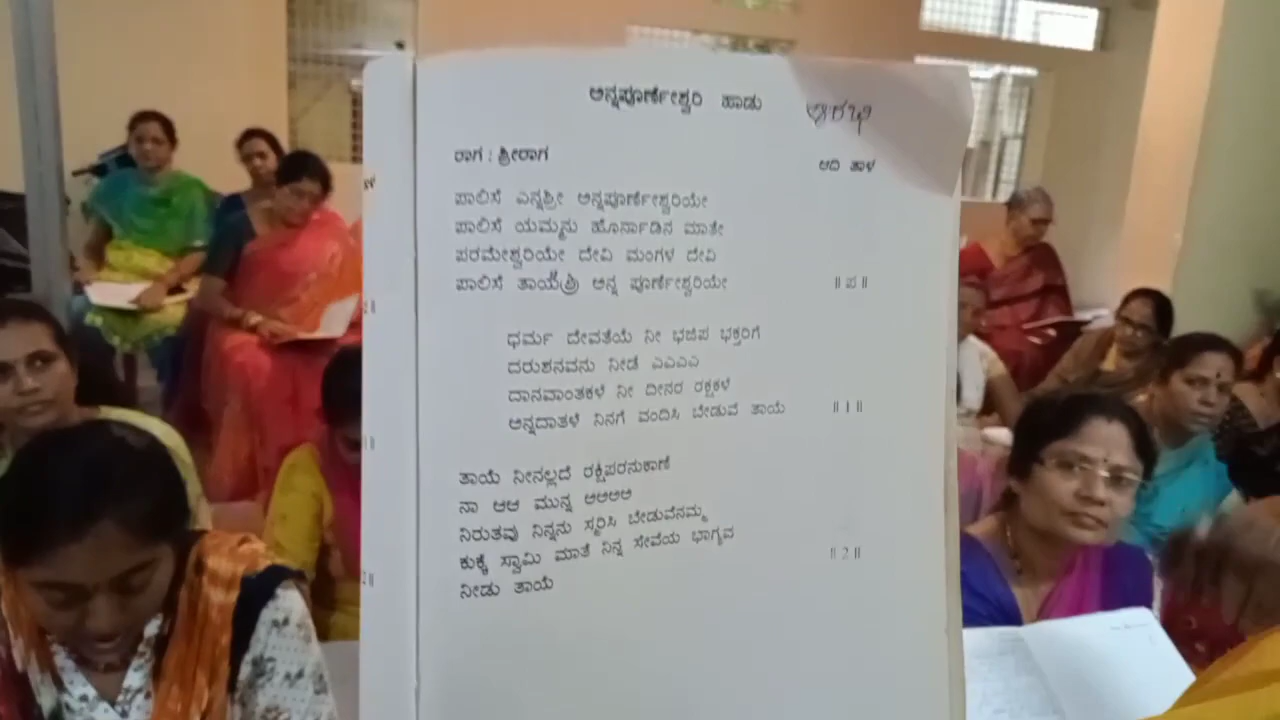 ಅನ್ನಪೂರ್ಣೇಶ್ವರಿ ಹಾಡು
ಆರಭಿ
ರಾಗ : ಶ್ರೀರಾಗ
ಆದಿ ತಾಳ
ಪಾಲಿಸೆ ಎನ್ನಶ್ರೀ ಅನ್ನಪೂರ್ಣೇಶ್ವರಿಯೇ
ಪಾಲಿಸೆ ಯಮ್ಮನು ಹೊರ್ನಾಡಿನ ಮಾತೇ
ಪರಮೇಶ್ವರಿಯೇ ದೇವಿ ಮಂಗಳ ದೇವಿ
ಪಾಲಿಸೆ ತಾಯೆಶ್ರೀ ಅನ್ನ ಪೂರ್ಣೇಶ್ವರಿಯೇ ॥ ಪ ॥
ಧರ್ಮ ದೇವತೆಯೆ ನೀ ಭಜಿಪ ಭಕ್ತರಿಗೆ
ದರುಶನವನು ನೀಡೆ ಎಎಎಎ
ದಾನವಾಂತಕಳೆ ನೀ ದೀನರ ರಕ್ಷಕಳೆ
ಅನ್ನದಾತಳೆ ನಿನಗೆ ವಂದಿಸಿ ಬೇಡುವೆ ತಾಯೆ ॥ 1 ॥
ತಾಯೆ ನೀನಲ್ಲದೆ ರಕ್ಷಿಪರನುಕಾಣೆ
ನಾ ಆಆ ಮುನ್ನ ಆಅಅಅ
ನಿರುತವು ನಿನ್ನನು ಸ್ಮರಿಸಿ ಬೇಡುವೆನಮ್ಮ
ಕುಕ್ಕೆ ಸ್ವಾಮಿ ಮಾತೆ ನಿನ್ನ ಸೇವೆಯ ಭಾಗ್ಯವ ॥ 2 ॥
ನೀಡು ತಾಯೆ